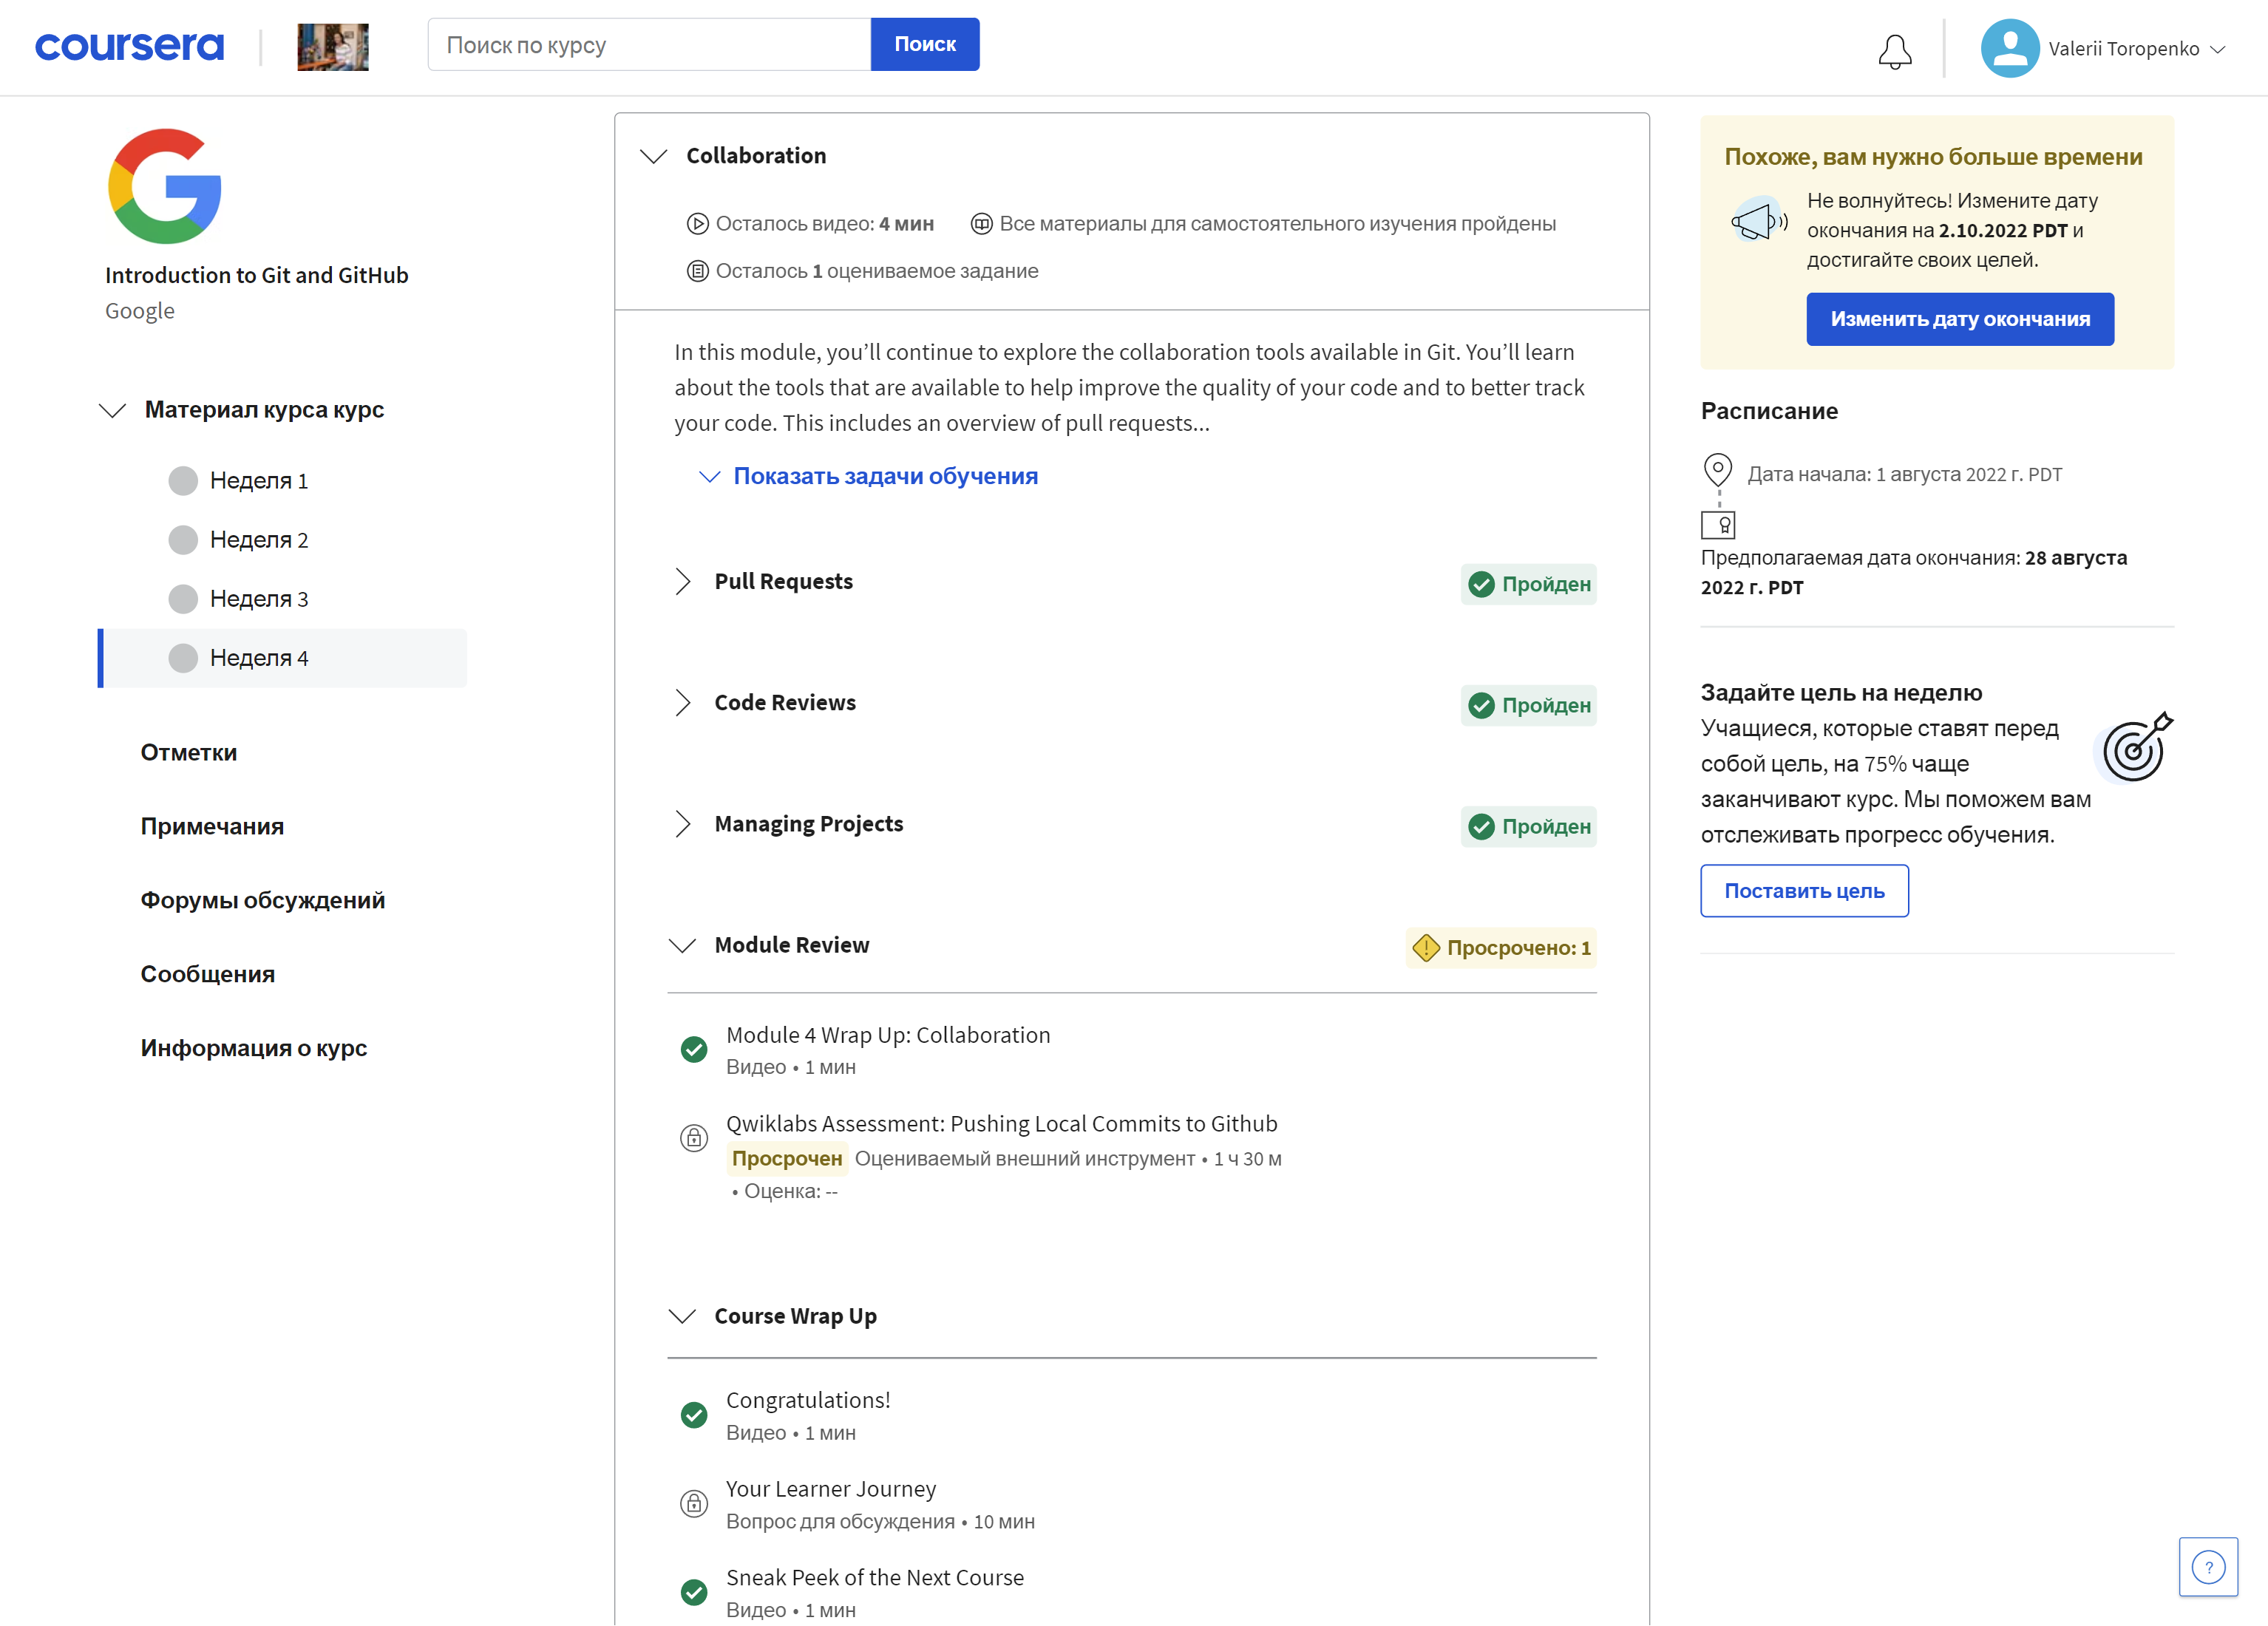 coursera
Поиск по курсу
Поиск
Valerii Toropenko
Introduction to Git and GitHub
Google
Материал курса курс
Неделя 1
Неделя 2
Неделя 3
Неделя 4
Отметки
Примечания
Форумы обсуждений
Сообщения
Информация о курс
Collaboration
Осталось видео: 4 мин
Все материалы для самостоятельного изучения пройдены
Осталось 1 оцениваемое задание
In this module, you’ll continue to explore the collaboration tools available in Git. You’ll learn
about the tools that are available to help improve the quality of your code and to better track
your code. This includes an overview of pull requests...
Показать задачи обучения
Pull Requests
Пройден
Code Reviews
Пройден
Managing Projects
Пройден
Module Review
Просрочено: 1
Module 4 Wrap Up: Collaboration
Видео • 1 мин
Qwiklabs Assessment: Pushing Local Commits to Github
Просрочен Оцениваемый внешний инструмент • 1 ч 30 м
• Оценка: --
Course Wrap Up
Congratulations!
Видео • 1 мин
Your Learner Journey
Вопрос для обсуждения • 10 мин
Sneak Peek of the Next Course
Видео • 1 мин
Похоже, вам нужно больше времени
Не волнуйтесь! Измените дату
окончания на 2.10.2022 PDT и
достигайте своих целей.
Изменить дату окончания
Расписание
Дата начала: 1 августа 2022 г. PDT
Предполагаемая дата окончания: 28 августа
2022 г. PDT
Задайте цель на неделю
Учащиеся, которые ставят перед
собой цель, на 75% чаще
заканчивают курс. Мы поможем вам
отслеживать прогресс обучения.
Поставить цель
?